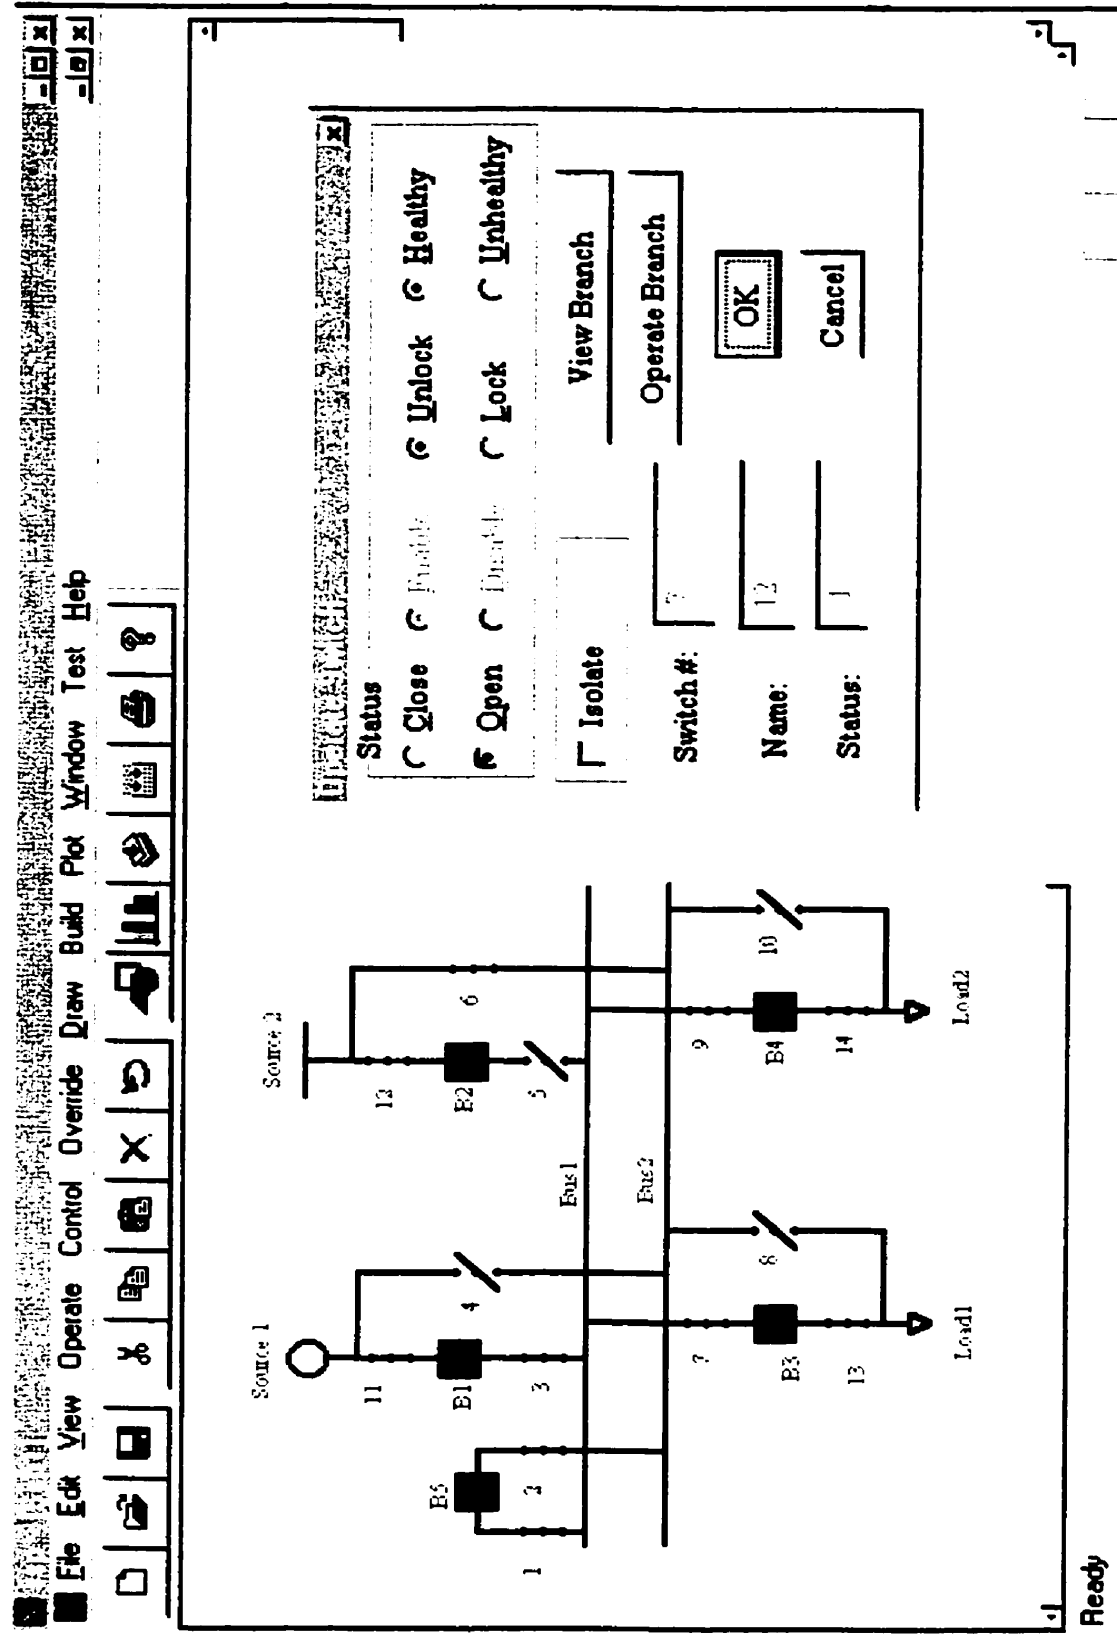 File Edit View Operate Control Override Draw Build Plot Window Test Help
Source 1
Source 2
11
4
12
6
B5
B1
B2
1
2
3
5
Bus1
Bus2
7
8
9
10
B3
B4
13
14
Load1
Load2
Status
Close
Unlock
Healthy
Open
Lock
Unhealthy
Isolate
View Branch
Operate Branch
Switch #:
Name: 12
OK
Status: 1
Cancel
Ready